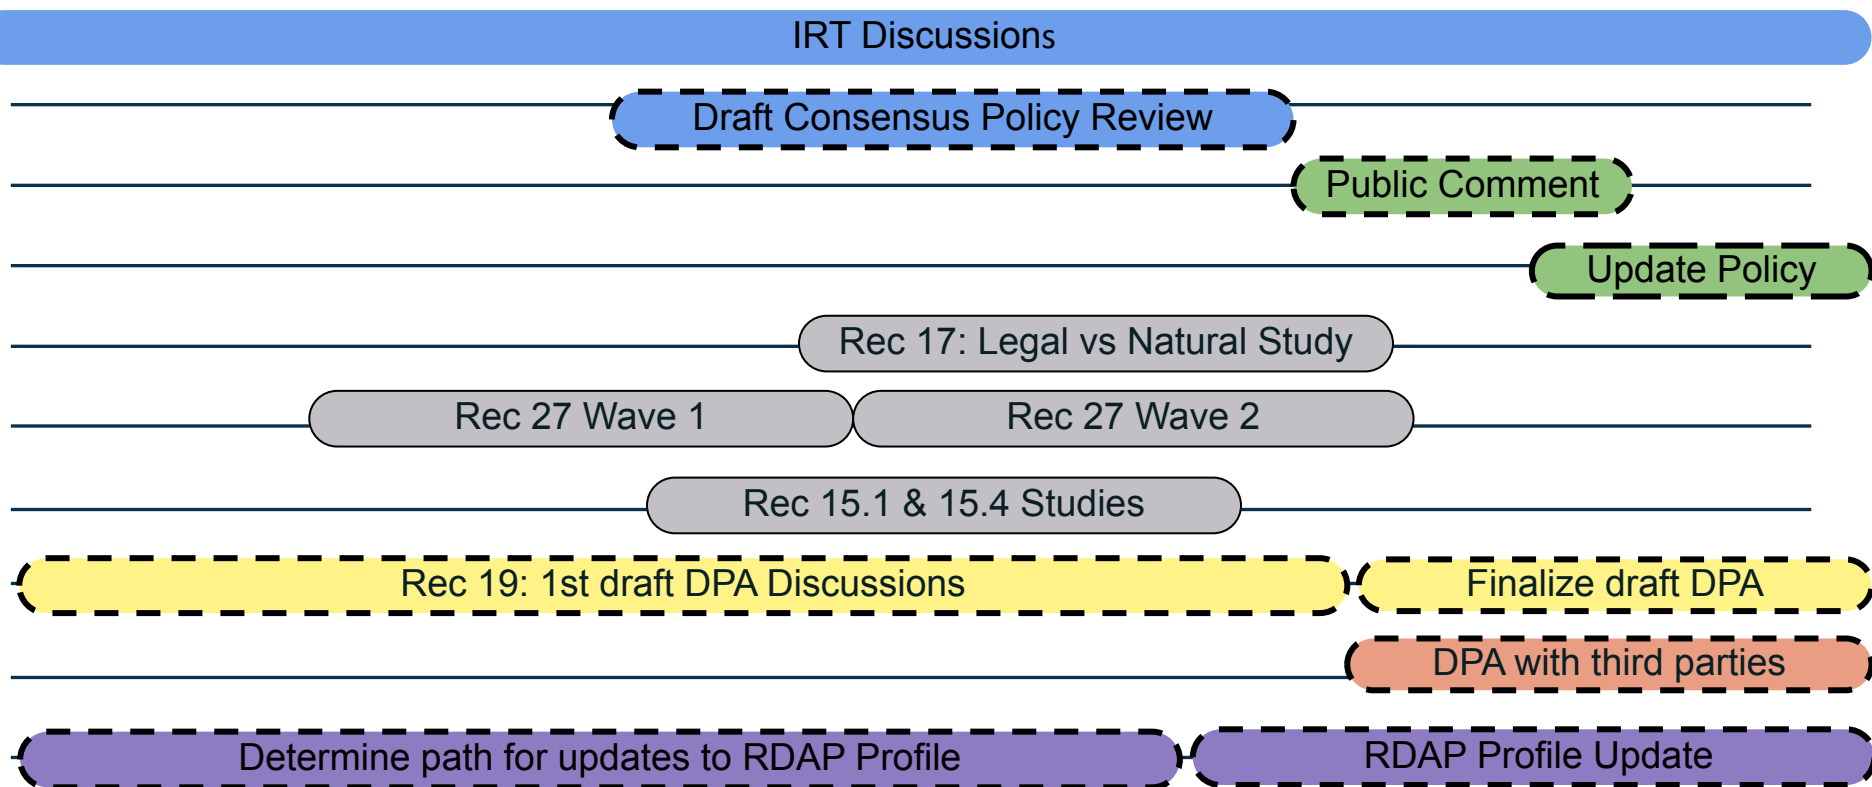 IRT Discussions
Draft Consensus Policy Review
Public Comment
Update Policy
Rec 17: Legal vs Natural Study
Rec 27 Wave 1
Rec 27 Wave 2
Rec 15.1 & 15.4 Studies
Rec 19: 1st draft DPA Discussions
Finalize draft DPA
DPA with third parties
Determine path for updates to RDAP Profile
RDAP Profile Update